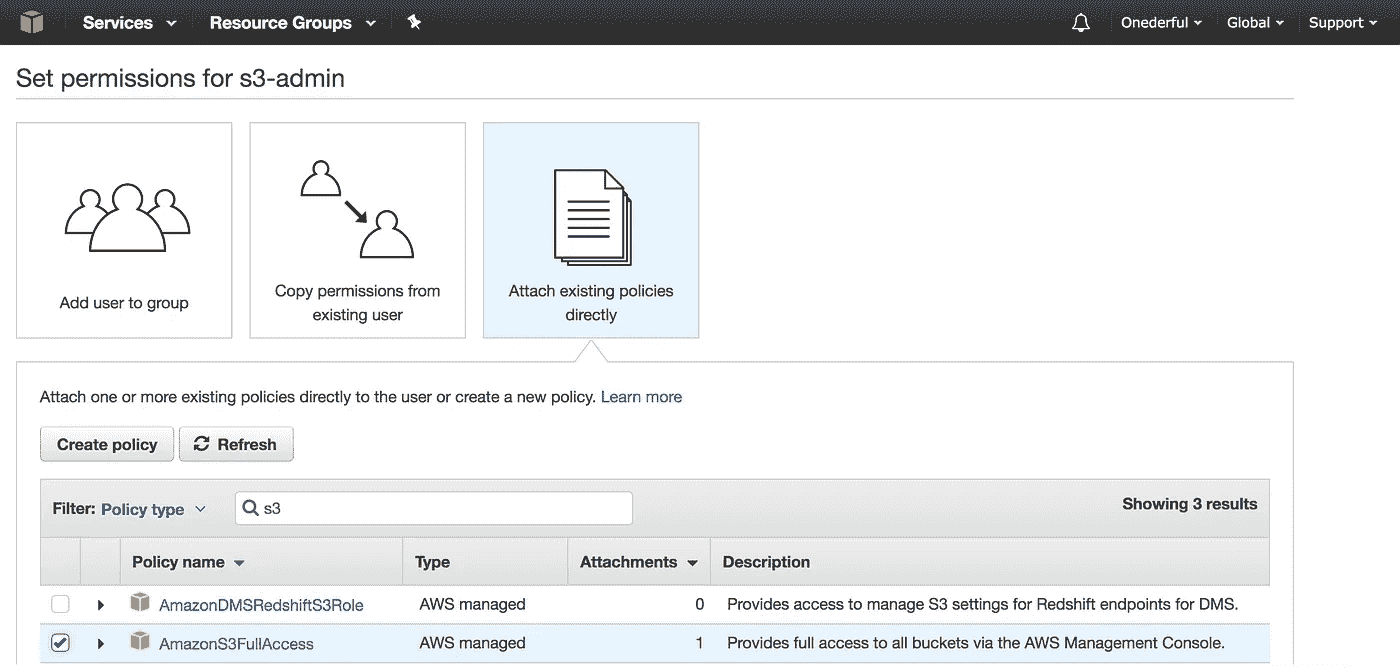 Services Resource Groups Onederful Global Support
Set permissions for s3-admin
Add user to group
Copy permissions from
existing user
Attach existing policies
directly
Attach one or more existing policies directly to the user or create a new policy. Learn more
Create policy Refresh
Filter: Policy type s3 Showing 3 results
Policy name Type Attachments Description
AmazonDMSRedshiftS3Role AWS managed 0 Provides access to manage S3 settings for Redshift endpoints for DMS.
AmazonS3FullAccess AWS managed 1 Provides full access to all buckets via the AWS Management Console.